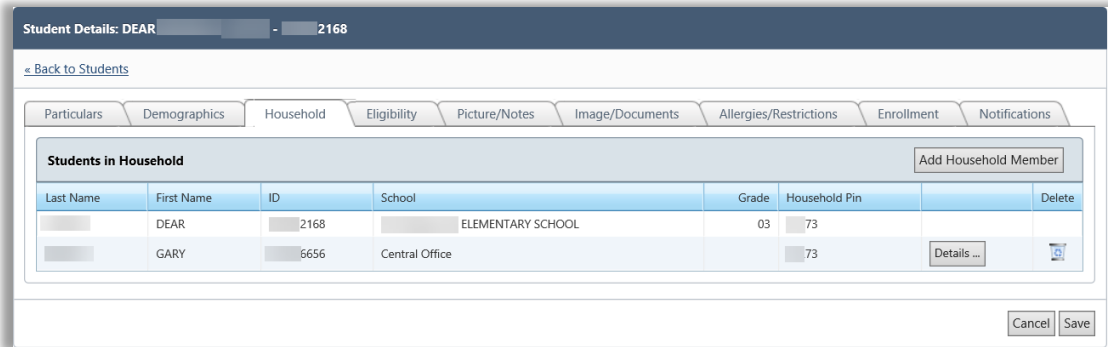 Student Details: DEAR - 2168
« Back to Students
Particulars Demographics Household Eligibility Picture/Notes Image/Documents Allergies/Restrictions Enrollment Notifications
Students in Household Add Household Member
Last Name First Name ID School Grade Household Pin Delete
DEAR 2168 ELEMENTARY SCHOOL 03 73
GARY 6656 Central Office 73 Details ...
Cancel Save